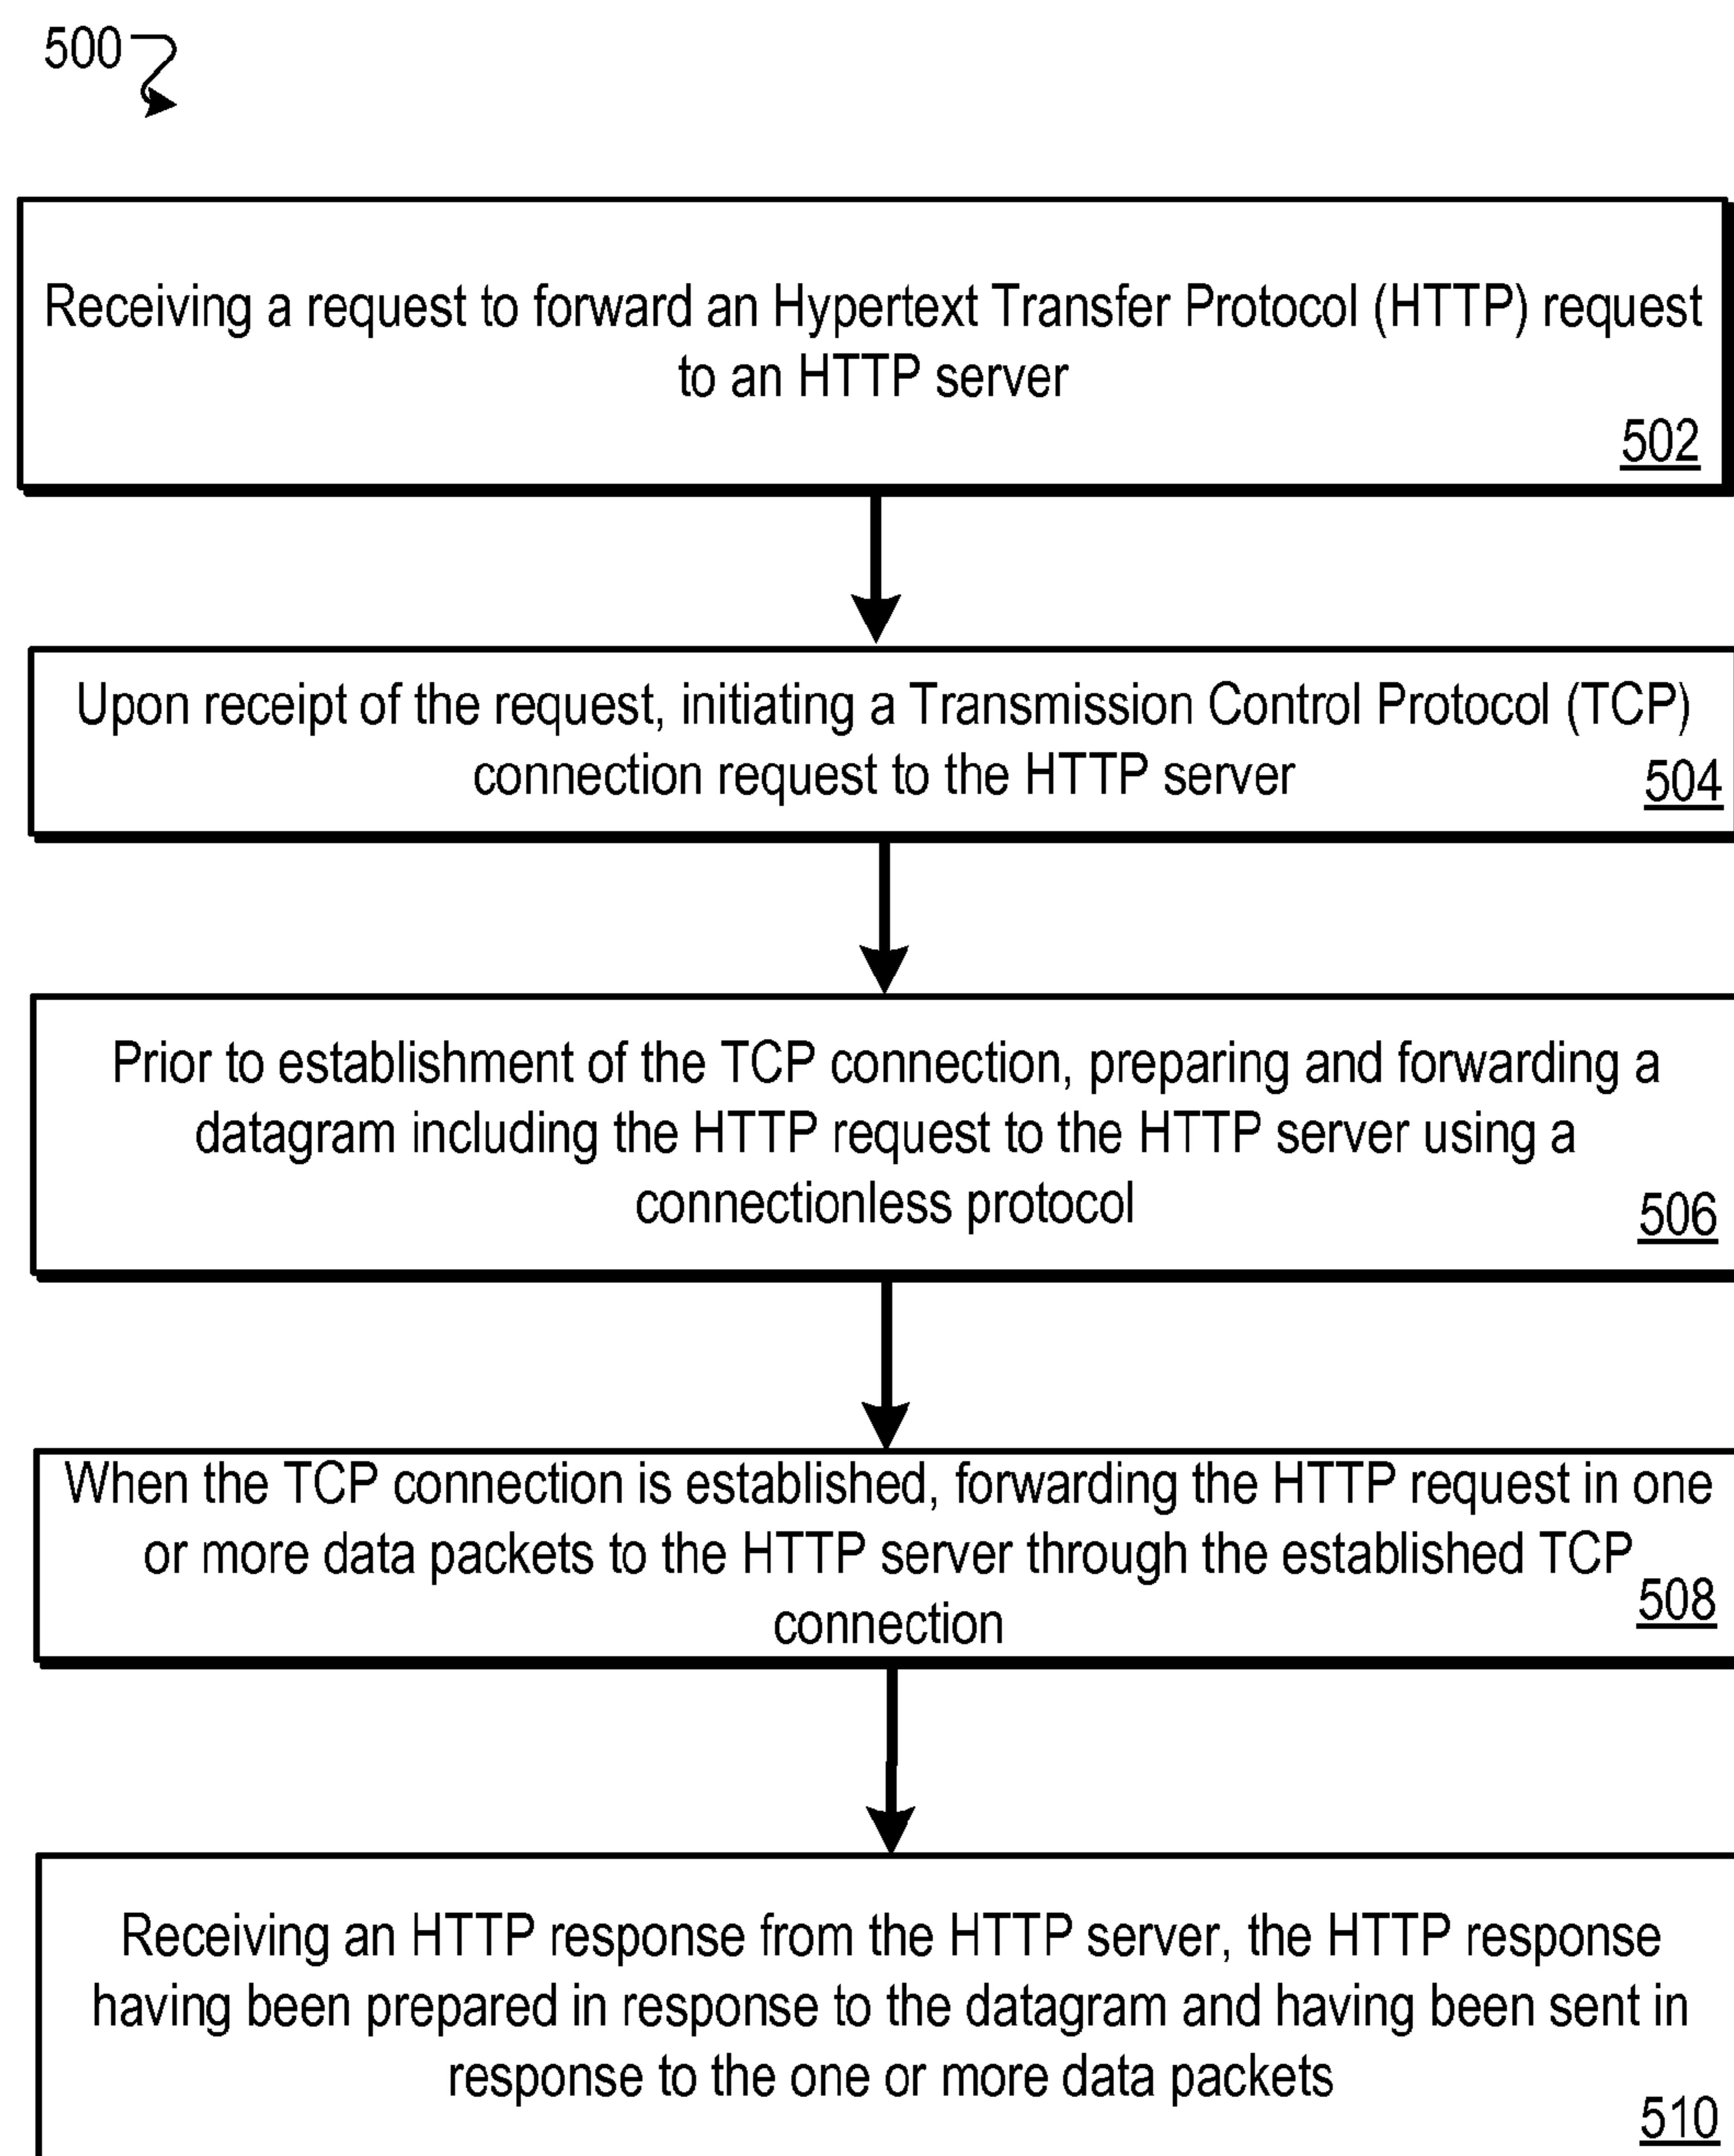 500
Receiving a request to forward an Hypertext Transfer Protocol (HTTP) request
to an HTTP server
502
Upon receipt of the request, initiating a Transmission Control Protocol (TCP)
connection request to the HTTP server
504
Prior to establishment of the TCP connection, preparing and forwarding a
datagram including the HTTP request to the HTTP server using a
connectionless protocol
506
When the TCP connection is established, forwarding the HTTP request in one
or more data packets to the HTTP server through the established TCP
connection
508
Receiving an HTTP response from the HTTP server, the HTTP response
having been prepared in response to the datagram and having been sent in
response to the one or more data packets
510